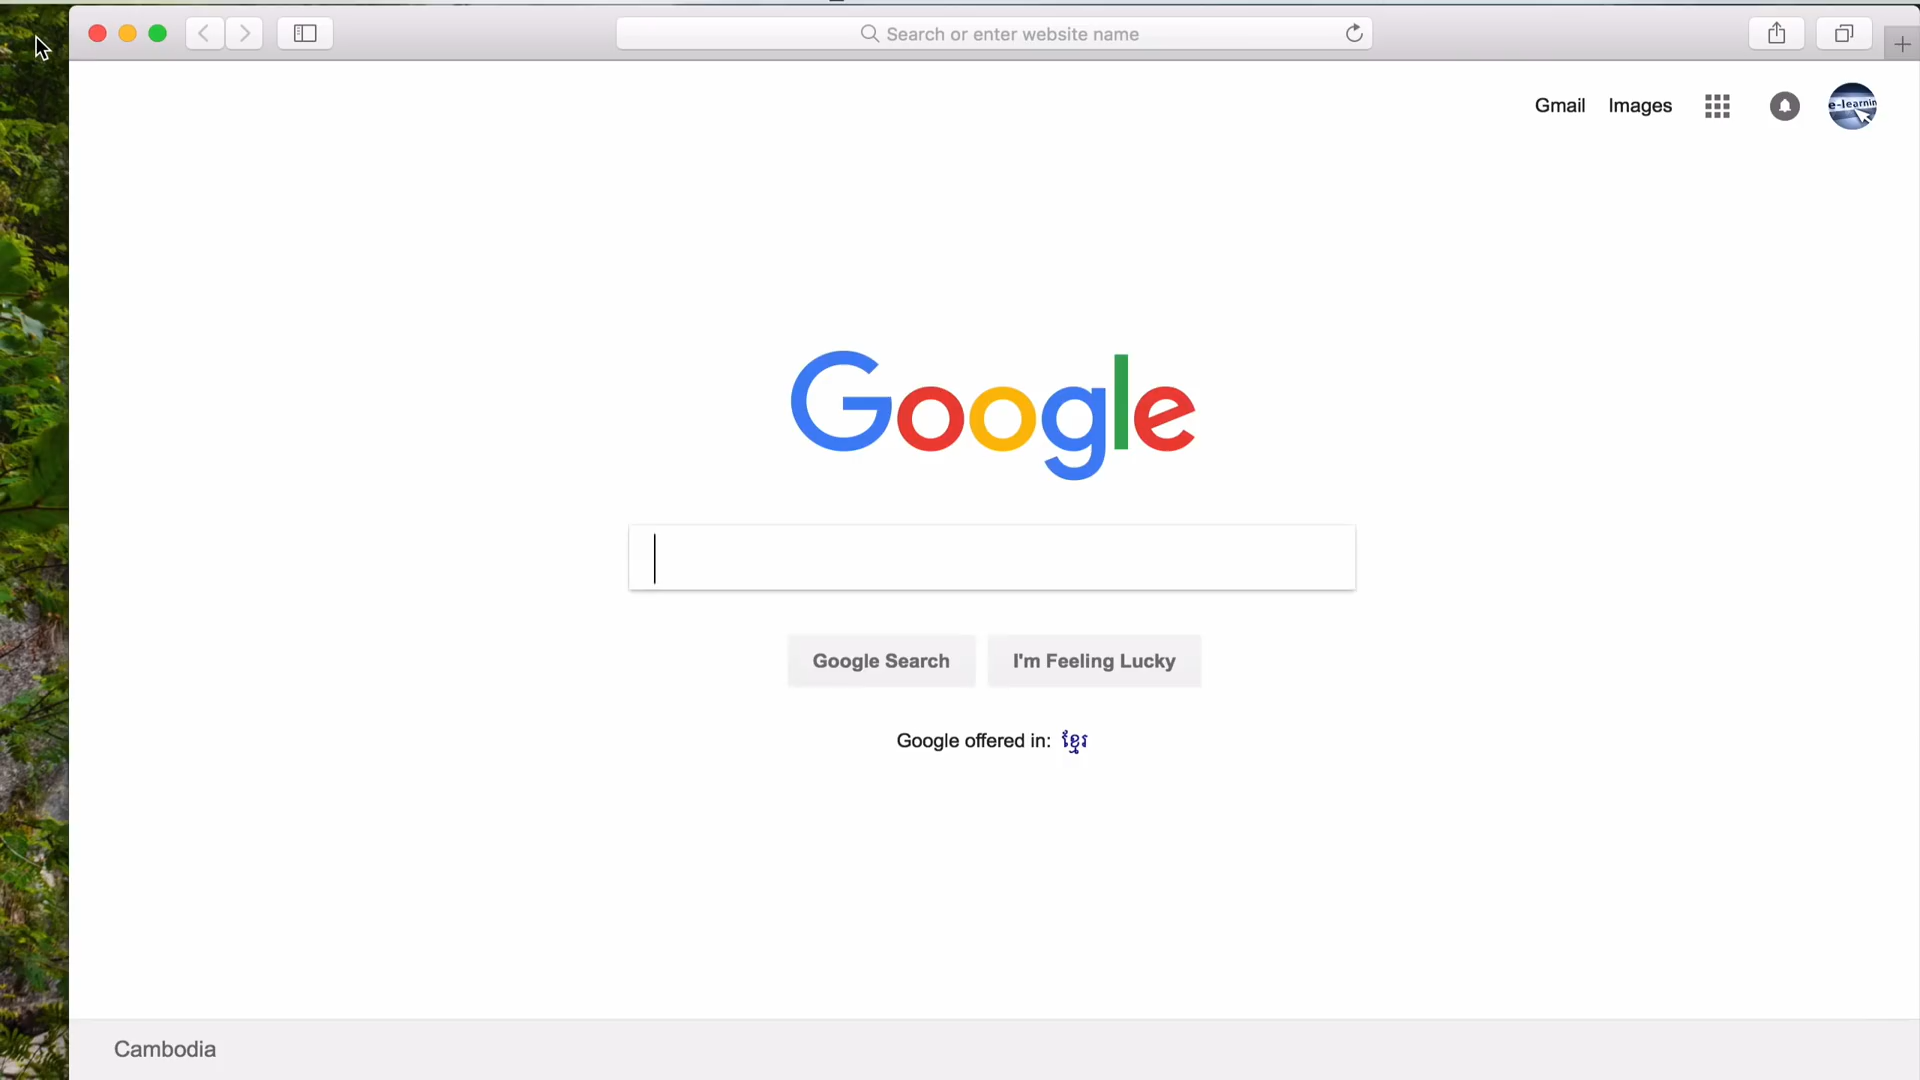 Search or enter website name
Gmail Images
e-learnin
Google
Google Search I'm Feeling Lucky
Google offered in: ខ្មែរ
Cambodia